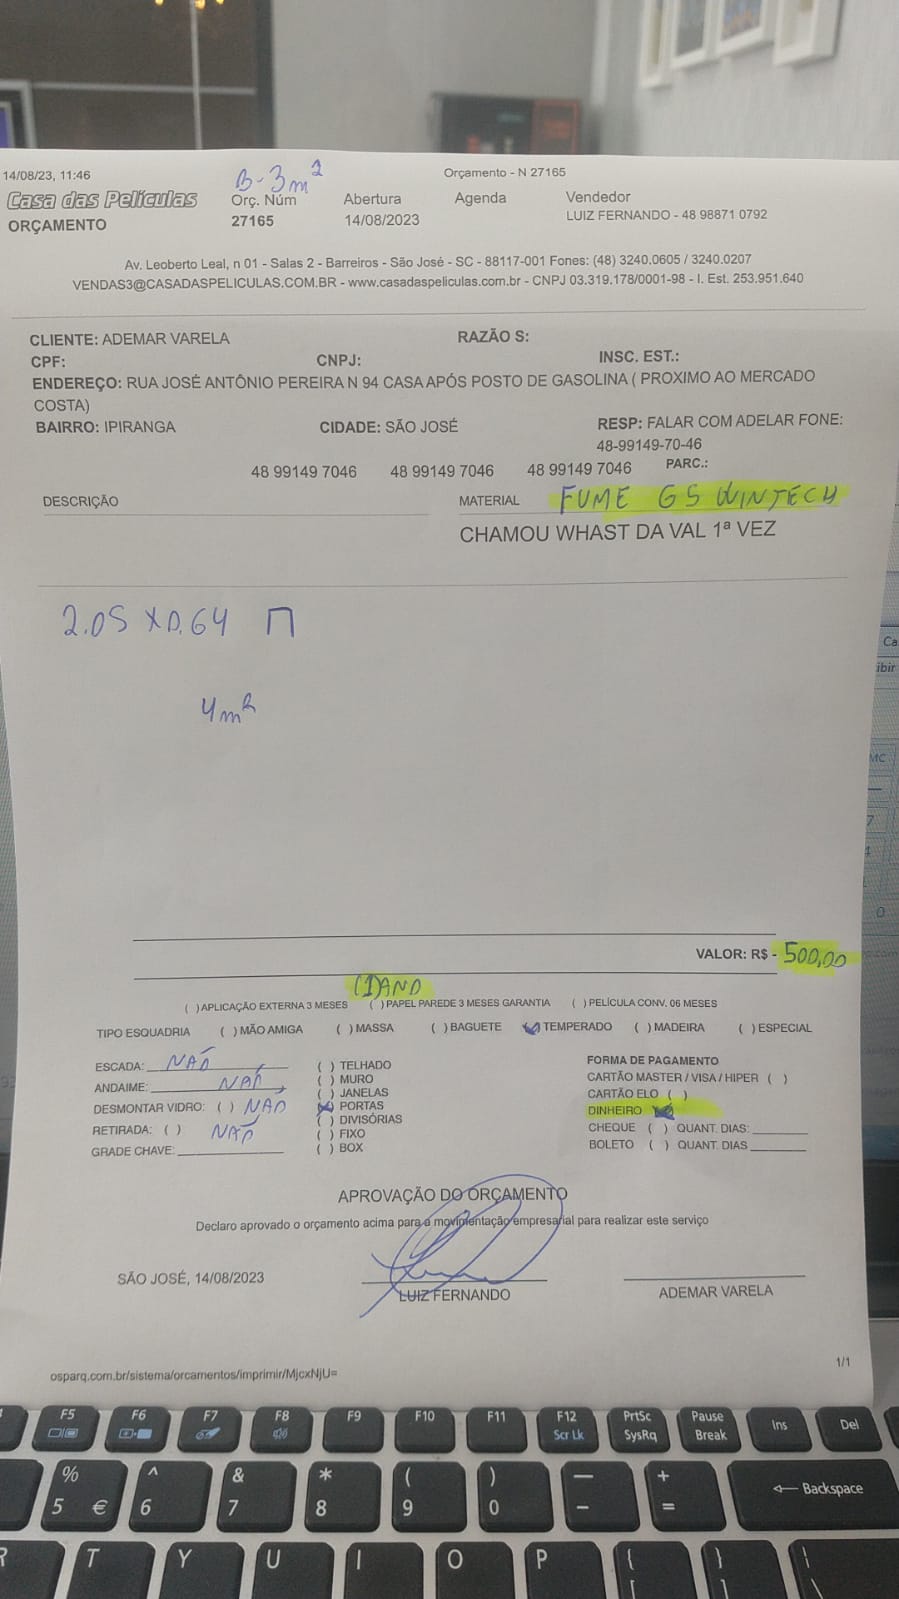 14/08/23, 11:46
Orçamento - N 27165
B-3m²
Casa das Películas
ORÇAMENTO
Orç. Núm
27165
Abertura
14/08/2023
Agenda
Vendedor
LUIZ FERNANDO - 48 98871 0792
Av. Leoberto Leal, n 01 - Salas 2 - Barreiros - São José - SC - 88117-001 Fones: (48) 3240.0605 / 3240.0207
VENDAS3@CASADASPELICULAS.COM.BR - www.casadaspeliculas.com.br - CNPJ 03.319.178/0001-98 - I. Est. 253.951.640
CLIENTE: ADEMAR VARELA RAZÃO S:
CPF: CNPJ: INSC. EST.:
ENDEREÇO: RUA JOSÉ ANTÔNIO PEREIRA N 94 CASA APÓS POSTO DE GASOLINA ( PROXIMO AO MERCADO
COSTA)
BAIRRO: IPIRANGA CIDADE: SÃO JOSÉ RESP: FALAR COM ADELAR FONE:
48-99149-70-46
48 99149 7046 48 99149 7046 48 99149 7046 PARC.:
DESCRIÇÃO MATERIAL FUME G5 WINTECH
CHAMOU WHAST DA VAL 1ª VEZ
2.05 x 0.64
4m²
VALOR: R$ - 500,00
(1) ANO
( ) APLICAÇÃO EXTERNA 3 MESES ( ) PAPEL PAREDE 3 MESES GARANTIA ( ) PELÍCULA CONV. 06 MESES
TIPO ESQUADRIA ( ) MÃO AMIGA ( ) MASSA ( ) BAGUETE ( ) TEMPERADO ( ) MADEIRA ( ) ESPECIAL
ESCADA: NÃO
ANDAIME: NÃO
DESMONTAR VIDRO: ( ) NÃO
RETIRADA: ( ) NÃO
GRADE CHAVE:
( ) TELHADO
( ) MURO
( ) JANELAS
(X) PORTAS
( ) DIVISÓRIAS
( ) FIXO
( ) BOX
FORMA DE PAGAMENTO
CARTÃO MASTER / VISA / HIPER ( )
CARTÃO ELO ( )
DINHEIRO (X)
CHEQUE ( ) QUANT. DIAS:
BOLETO ( ) QUANT. DIAS
APROVAÇÃO DO ORÇAMENTO
Declaro aprovado o orçamento acima para a movimentação empresarial para realizar este serviço
SÃO JOSÉ, 14/08/2023
LUIZ FERNANDO
ADEMAR VARELA
osparq.com.br/sistema/orcamentos/imprimir/MjcxNjU=
1/1
F5 F6 F7 F8 F9 F10 F11 F12 Scr Lk PrtSc SysRq Pause Break Ins Del
% 5 € ^ 6 & 7 * 8 ( 9 ) 0 — - + = Backspace
R T Y U I O P { [ } ] | \